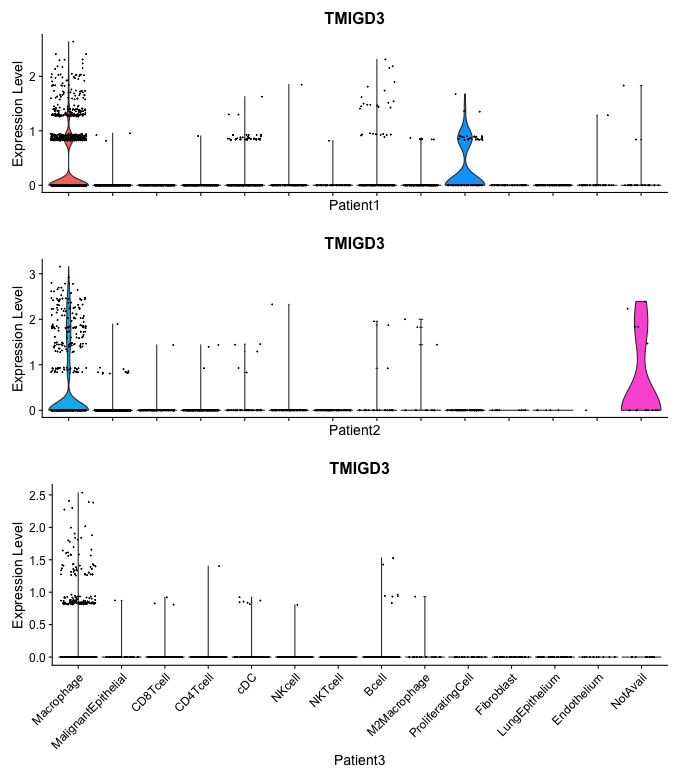 TMIGD3
Expression Level
2
1
0
Patient1
TMIGD3
Expression Level
3
2
1
0
Patient2
TMIGD3
Expression Level
2.5
2.0
1.5
1.0
0.5
0.0
Macrophage
MalignantEpithelial
CD8Tcell
CD4Tcell
cDC
NKcell
NKTcell
Bcell
M2Macrophage
ProliferatingCell
Fibroblast
LungEpithelium
Endothelium
NotAvail
Patient3